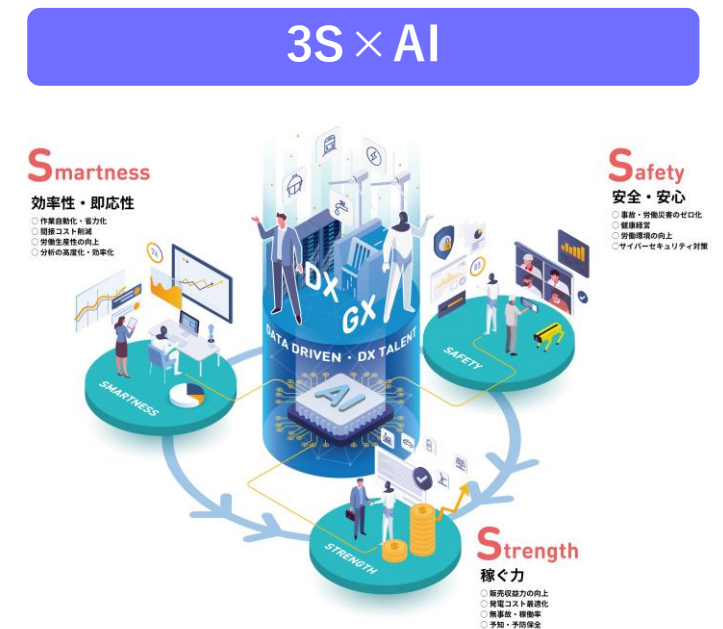 3S×AI
Smartness
効率性・即応性
○ 作業自動化・省力化
○ 間接コスト削減
○ 労働生産性の向上
○ 分析の高度化・効率化
Safety
安全・安心
○ 事故・労働災害のゼロ化
○ 健康経営
○ 労働環境の向上
○サイバーセキュリティ対策
74
83
DX
GX
DATA DRIVEN・DX TALENT
AI
SMARTNESS
SAFETY
STRENGTH
Strength
稼ぐ力
○ 販売収益力の向上
○ 発電コスト最適化
○ 無事故・稼働率
○ 予知・予防保全